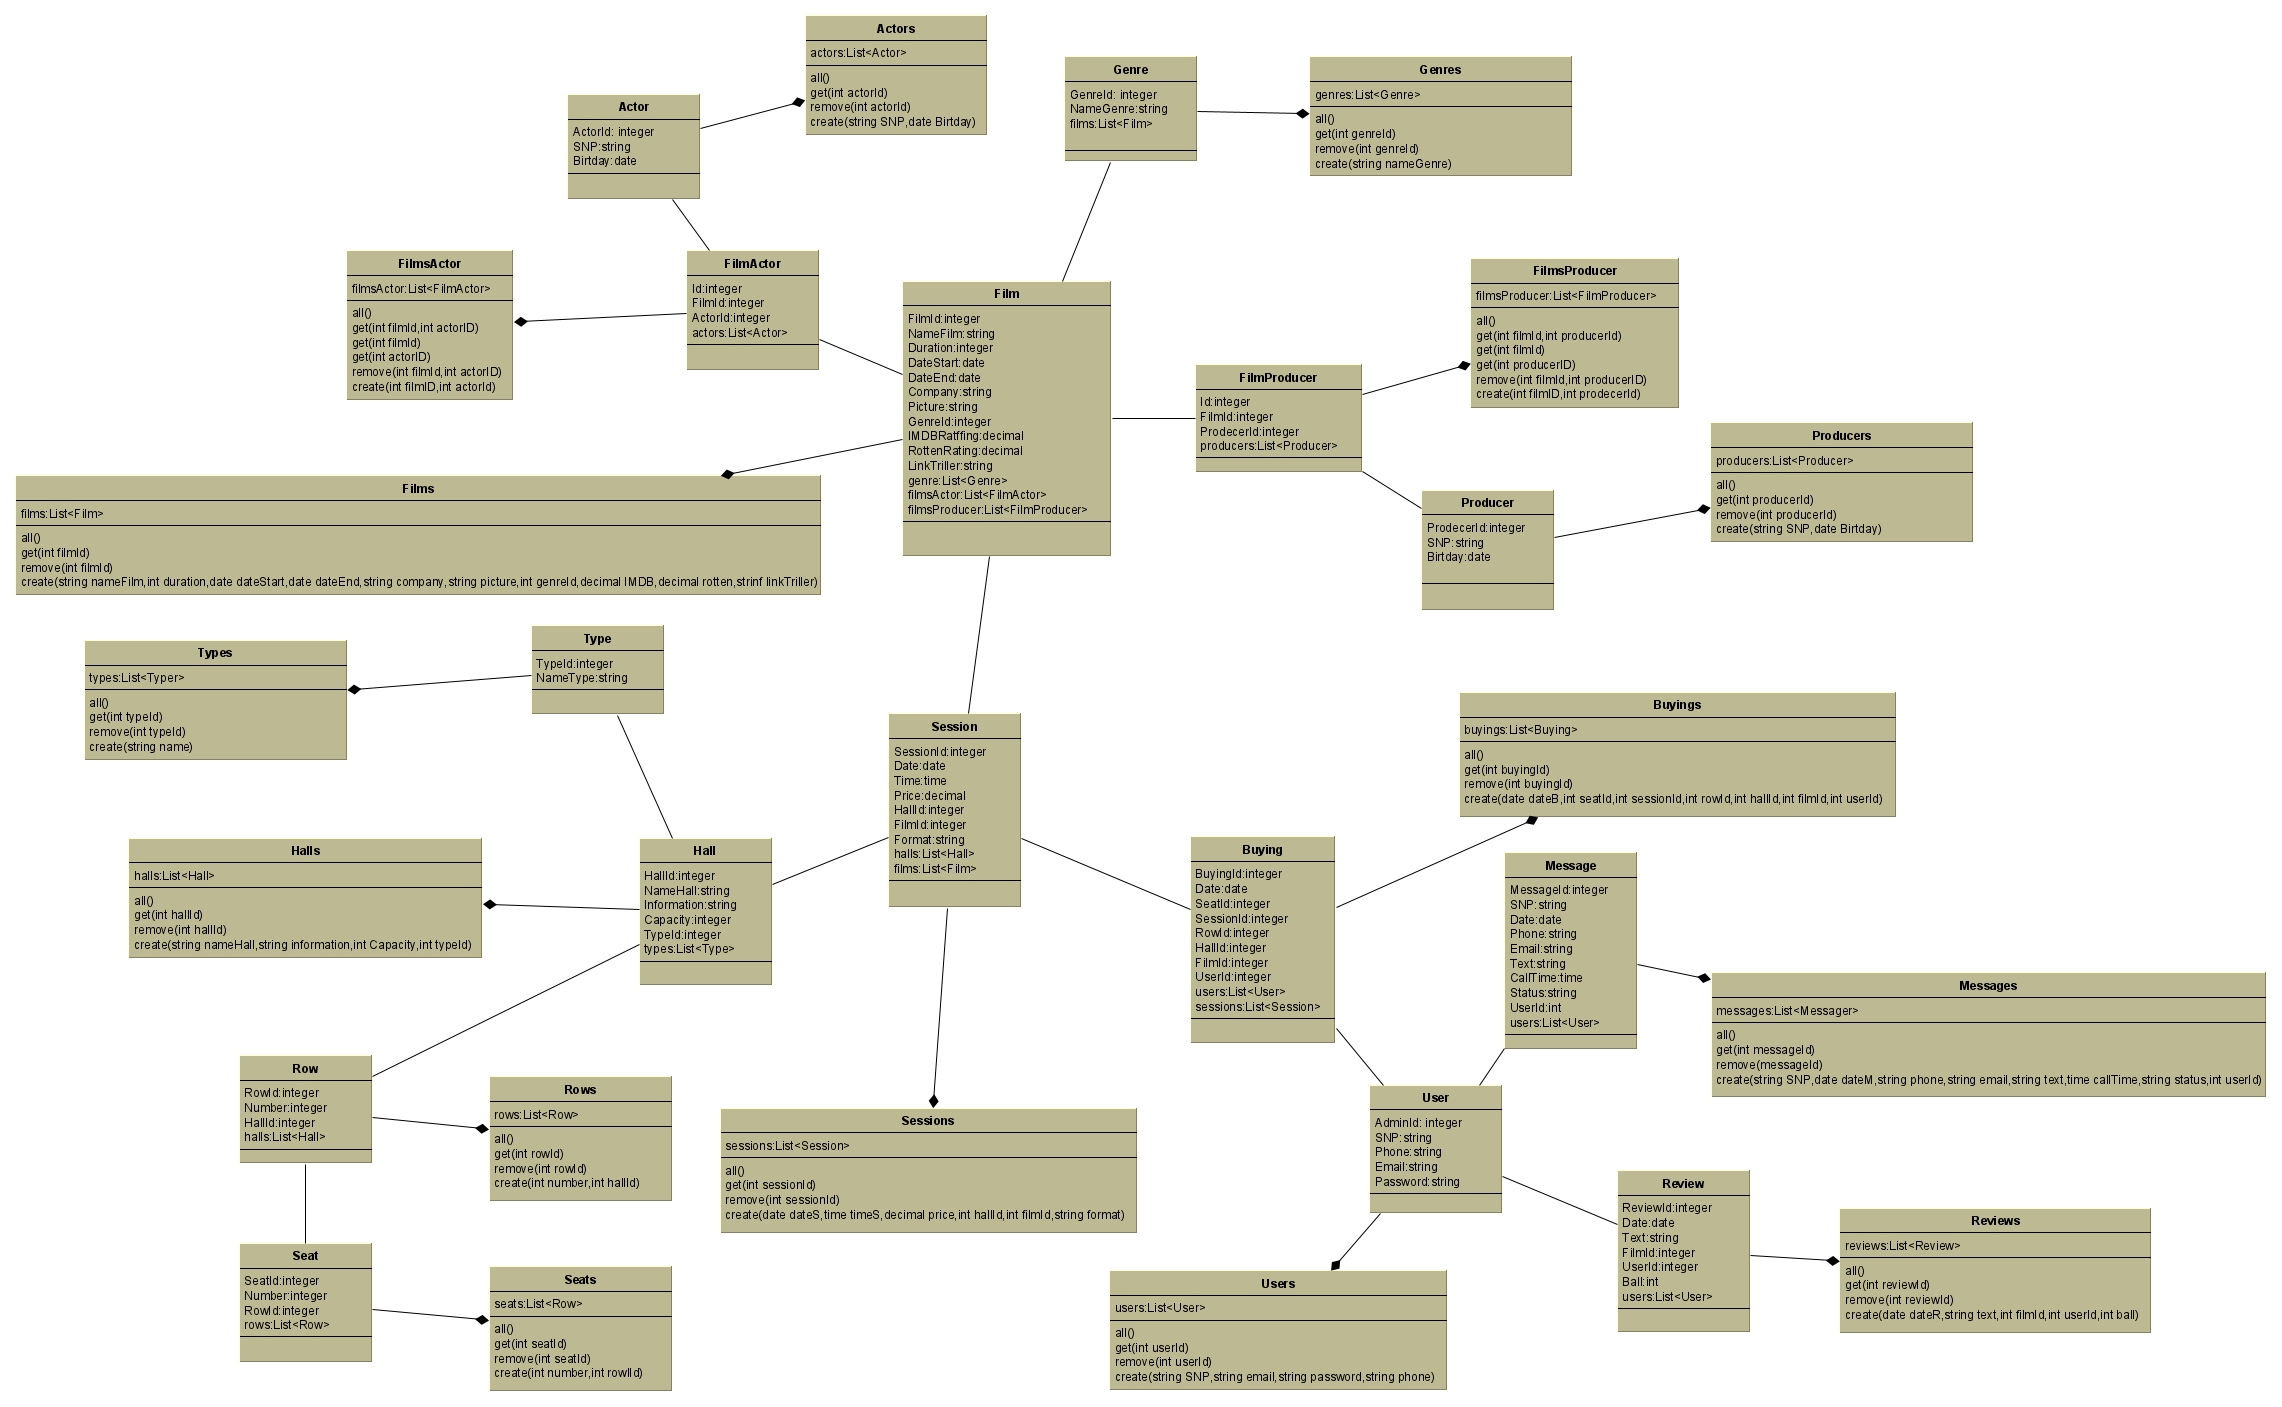 Actors
actors:List<Actor>
all()
get(int actorId)
remove(int actorId)
create(string SNP,date Birtday)
Genre
GenreId: integer
NameGenre:string
films:List<Film>
Genres
genres:List<Genre>
all()
get(int genreId)
remove(int genreId)
create(string nameGenre)
Actor
ActorId: integer
SNP:string
Birtday:date
FilmsActor
filmsActor:List<FilmActor>
all()
get(int filmId,int actorID)
get(int filmId)
get(int actorID)
remove(int filmId,int actorID)
create(int filmID,int actorId)
FilmActor
Id:integer
FilmId:integer
ActorId:integer
actors:List<Actor>
Film
FilmId:integer
NameFilm:string
Duration:integer
DateStart:date
DateEnd:date
Company:string
Picture:string
GenreId:integer
IMDBRatffing:decimal
RottenRating:decimal
LinkTriller:string
genre:List<Genre>
filmsActor:List<FilmActor>
filmsProducer:List<FilmProducer>
FilmsProducer
filmsProducer:List<FilmProducer>
all()
get(int filmId,int producerId)
get(int filmId)
get(int producerID)
remove(int filmId,int producerID)
create(int filmID,int prodecerId)
FilmProducer
Id:integer
FilmId:integer
ProdecerId:integer
producers:List<Producer>
Producers
producers:List<Producer>
all()
get(int producerId)
remove(int producerId)
create(string SNP,date Birtday)
Films
films:List<Film>
all()
get(int filmId)
remove(int filmId)
create(string nameFilm,int duration,date dateStart,date dateEnd,string company,string picture,int genreId,decimal IMDB,decimal rotten,strinf linkTriller)
Producer
ProdecerId:integer
SNP:string
Birtday:date
Types
types:List<Typer>
all()
get(int typeId)
remove(int typeId)
create(string name)
Type
TypeId:integer
NameType:string
Session
SessionId:integer
Date:date
Time:time
Price:decimal
HallId:integer
FilmId:integer
Format:string
halls:List<Hall>
films:List<Film>
Buyings
buyings:List<Buying>
all()
get(int buyingId)
remove(int buyingId)
create(date dateB,int seatId,int sessionId,int rowId,int hallId,int filmId,int userId)
Halls
halls:List<Hall>
all()
get(int hallId)
remove(int hallId)
create(string nameHall,string information,int Capacity,int typeId)
Hall
HallId:integer
NameHall:string
Information:string
Capacity:integer
TypeId:integer
types:List<Type>
Buying
BuyingId:integer
Date:date
SeatId:integer
SessionId:integer
RowId:integer
HallId:integer
FilmId:integer
UserId:integer
users:List<User>
sessions:List<Session>
Message
MessageId:integer
SNP:string
Date:date
Phone:string
Email:string
Text:string
CallTime:time
Status:string
UserId:int
users:List<User>
Messages
messages:List<Messager>
all()
get(int messageId)
remove(messageId)
create(string SNP,date dateM,string phone,string email,string text,time callTime,string status,int userId)
Row
RowId:integer
Number:integer
HallId:integer
halls:List<Hall>
Rows
rows:List<Row>
all()
get(int rowId)
remove(int rowId)
create(int number,int hallId)
Sessions
sessions:List<Session>
all()
get(int sessionId)
remove(int sessionId)
create(date dateS,time timeS,decimal price,int hallId,int filmId,string format)
User
AdminId: integer
SNP:string
Phone:string
Email:string
Password:string
Review
ReviewId:integer
Date:date
Text:string
FilmId:integer
UserId:integer
Ball:int
users:List<User>
Reviews
reviews:List<Review>
all()
get(int reviewId)
remove(int reviewId)
create(date dateR,string text,int filmId,int userId,int ball)
Seat
SeatId:integer
Number:integer
RowId:integer
rows:List<Row>
Seats
seats:List<Row>
all()
get(int seatId)
remove(int seatId)
create(int number,int rowIId)
Users
users:List<User>
all()
get(int userId)
remove(int userId)
create(string SNP,string email,string password,string phone)